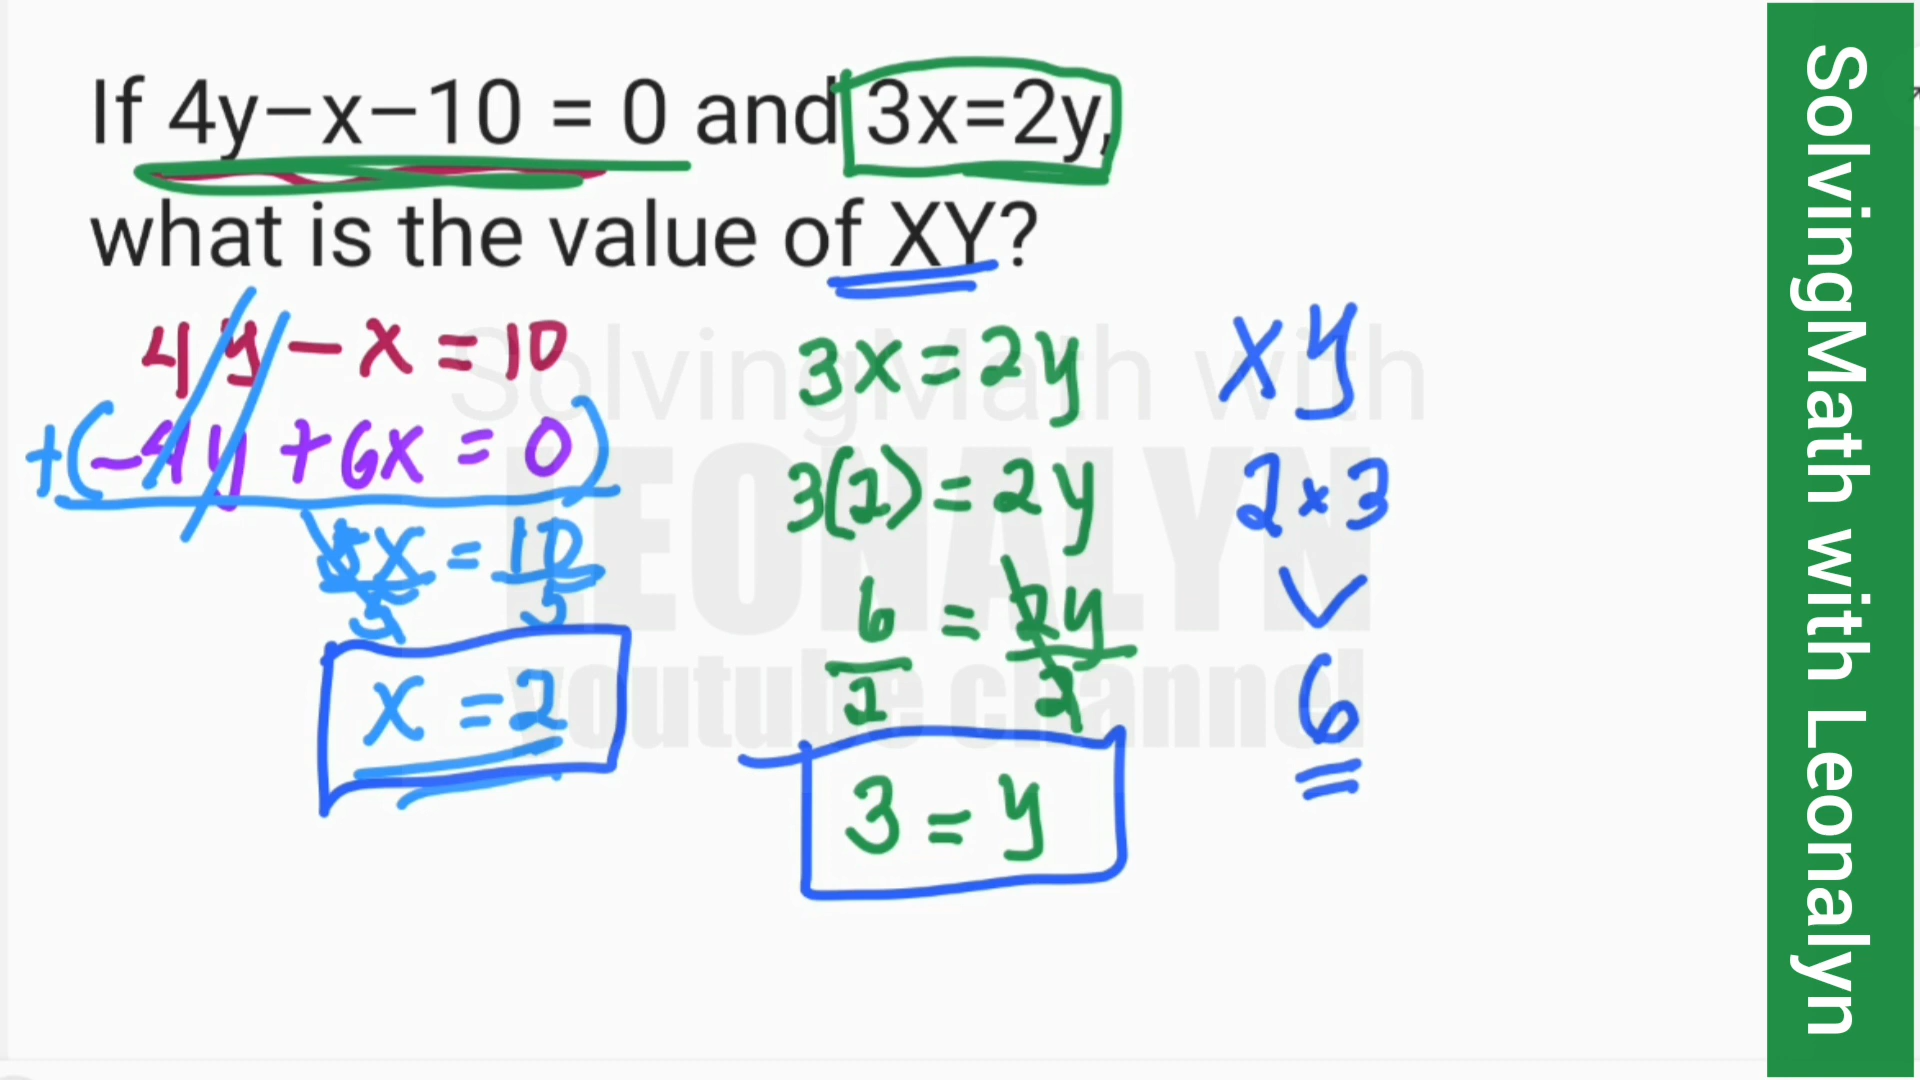 If 4y–x–10 = 0 and 3x=2y,
what is the value of XY?
4y - x = 10
+(-4y + 6x = 0)
5x = 10
5 5
x = 2
3x = 2y
3(2) = 2y
6 = 2y
2 2
3 = y
XY
2 × 3
6
SolvingMath with
LEONALYN
youtube channel
SolvingMath with Leonalyn